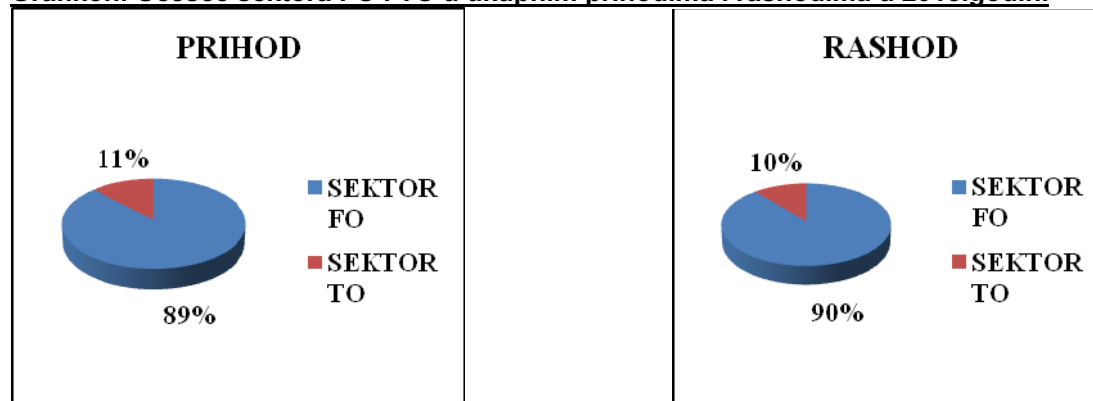 PRIHOD
11%
SEKTOR
FO
SEKTOR
TO
89%
RASHOD
10%
SEKTOR
FO
SEKTOR
TO
90%